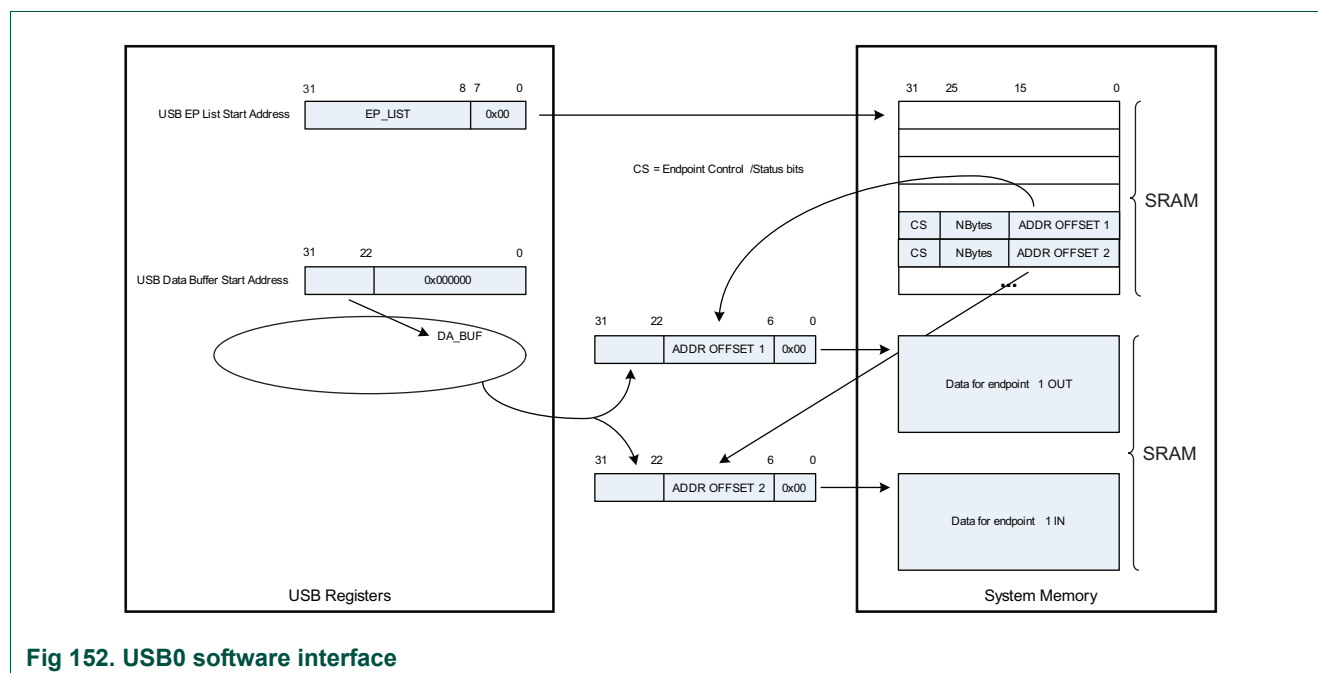 31 8 7 0
USB EP List Start Address EP_LIST 0x00
31 25 15 0
CS = Endpoint Control /Status bits
SRAM
CS NBytes ADDR OFFSET 1
CS NBytes ADDR OFFSET 2
...
31 22 0
USB Data Buffer Start Address 0x000000
DA_BUF
31 22 6 0
ADDR OFFSET 1 0x00
Data for endpoint 1 OUT
SRAM
31 22 6 0
ADDR OFFSET 2 0x00
Data for endpoint 1 IN
USB Registers
System Memory
Fig 152. USB0 software interface